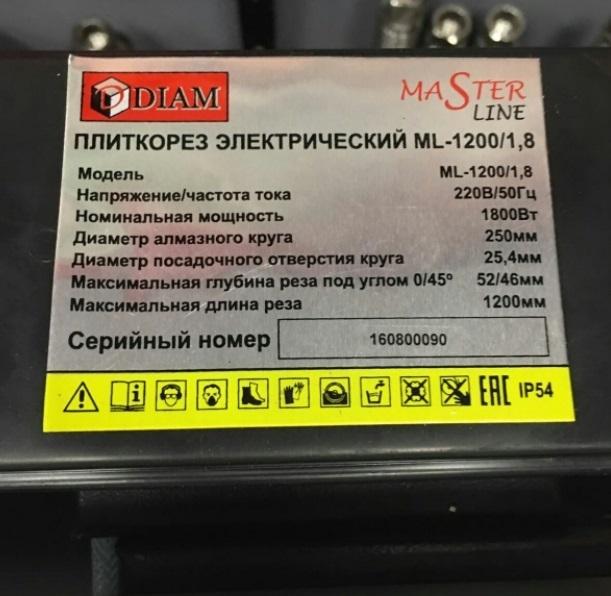 DIAM
MASTER
LINE
ПЛИТКОРЕЗ ЭЛЕКТРИЧЕСКИЙ ML-1200/1,8
Модель ML-1200/1,8
Напряжение/частота тока 220В/50Гц
Номинальная мощность 1800Вт
Диаметр алмазного круга 250мм
Диаметр посадочного отверстия круга 25,4мм
Максимальная глубина реза под углом 0/45° 52/46мм
Максимальная длина реза 1200мм
Серийный номер 160800090
EAC IP54